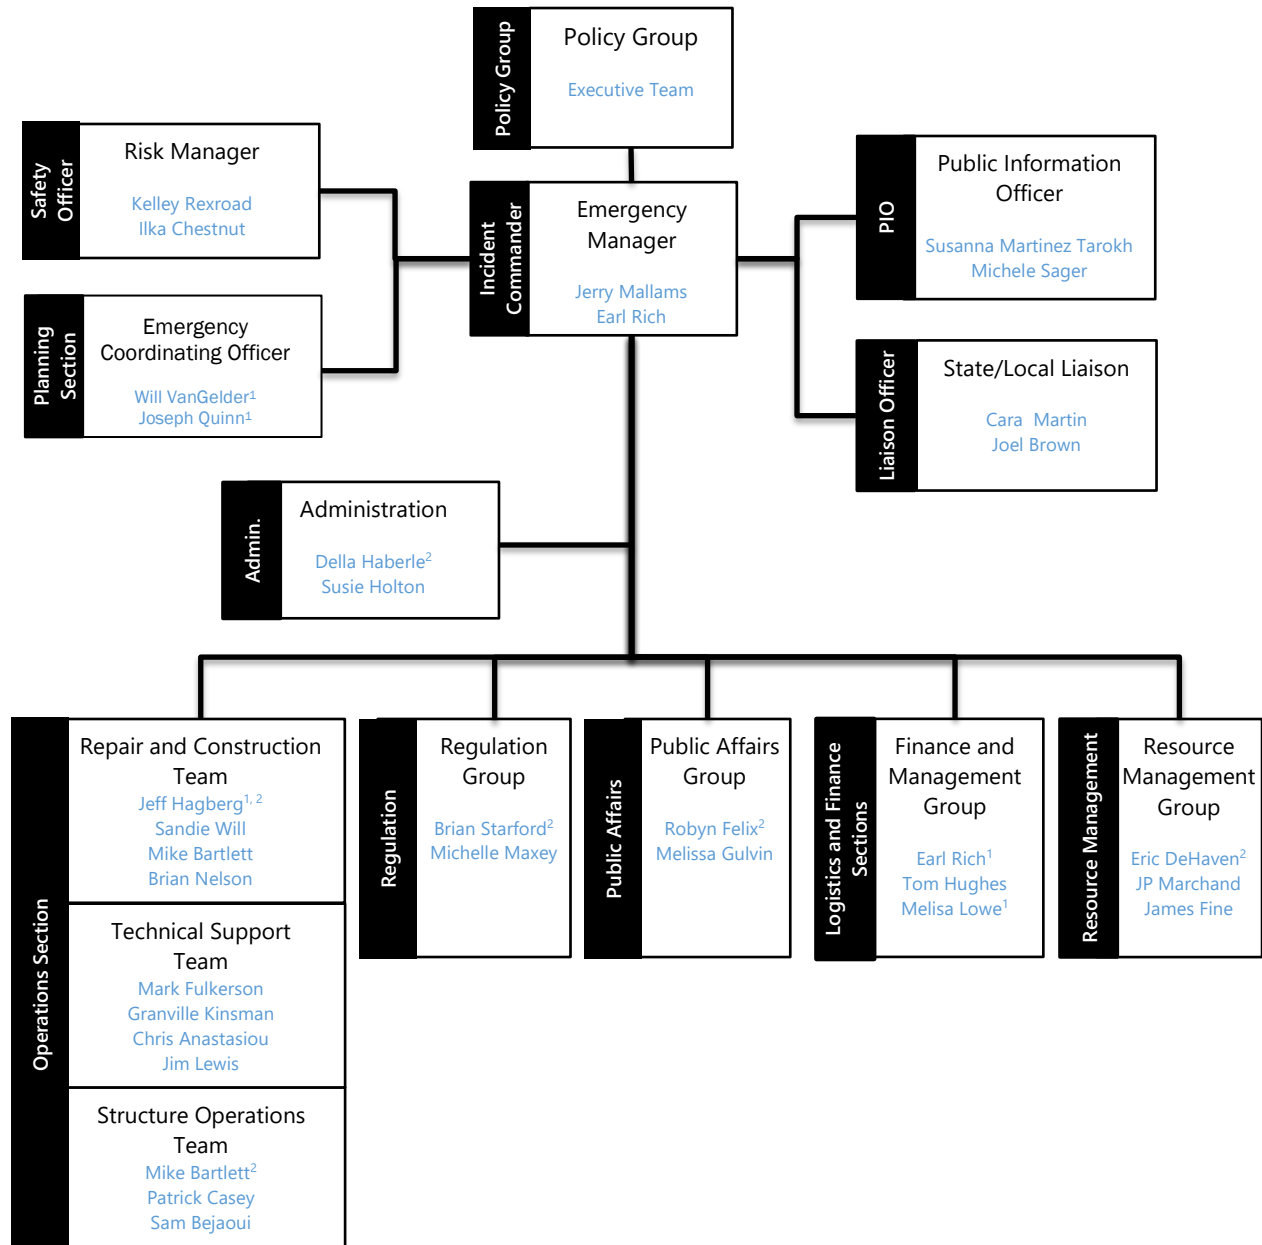 Policy Group
Policy Group
Executive Team
Safety
Officer
Risk Manager
Kelley Rexroad
Ilka Chestnut
Incident
Commander
Emergency
Manager
Jerry Mallams
Earl Rich
PIO
Public Information
Officer
Susanna Martinez Tarokh
Michele Sager
Planning
Section
Emergency
Coordinating Officer
Will VanGelder¹
Joseph Quinn¹
Liaison Officer
State/Local Liaison
Cara Martin
Joel Brown
Admin.
Administration
Della Haberle²
Susie Holton
Operations Section
Repair and Construction
Team
Jeff Hagberg¹, ²
Sandie Will
Mike Bartlett
Brian Nelson
Technical Support
Team
Mark Fulkerson
Granville Kinsman
Chris Anastasiou
Jim Lewis
Structure Operations
Team
Mike Bartlett²
Patrick Casey
Sam Bejaoui
Regulation
Regulation
Group
Brian Starford²
Michelle Maxey
Public Affairs
Public Affairs
Group
Robyn Felix²
Melissa Gulvin
Logistics and Finance
Sections
Finance and
Management
Group
Earl Rich¹
Tom Hughes
Melisa Lowe¹
Resource Management
Resource
Management
Group
Eric DeHaven²
JP Marchand
James Fine